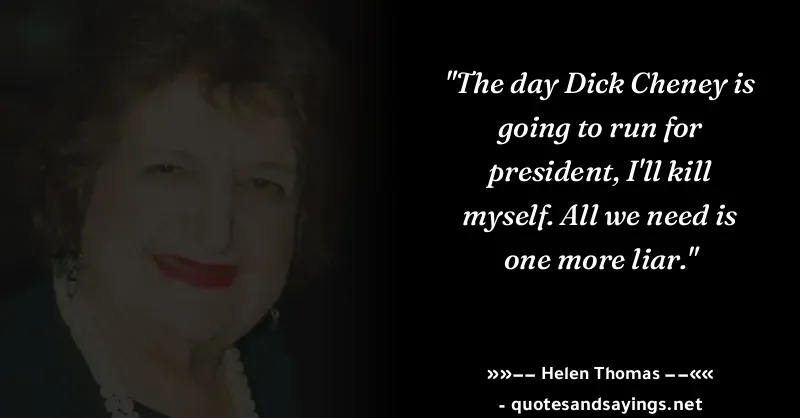 "The day Dick Cheney is
going to run for
president, I'll kill
myself. All we need is
one more liar."
»»−− Helen Thomas −−««
- quotesandsayings.net